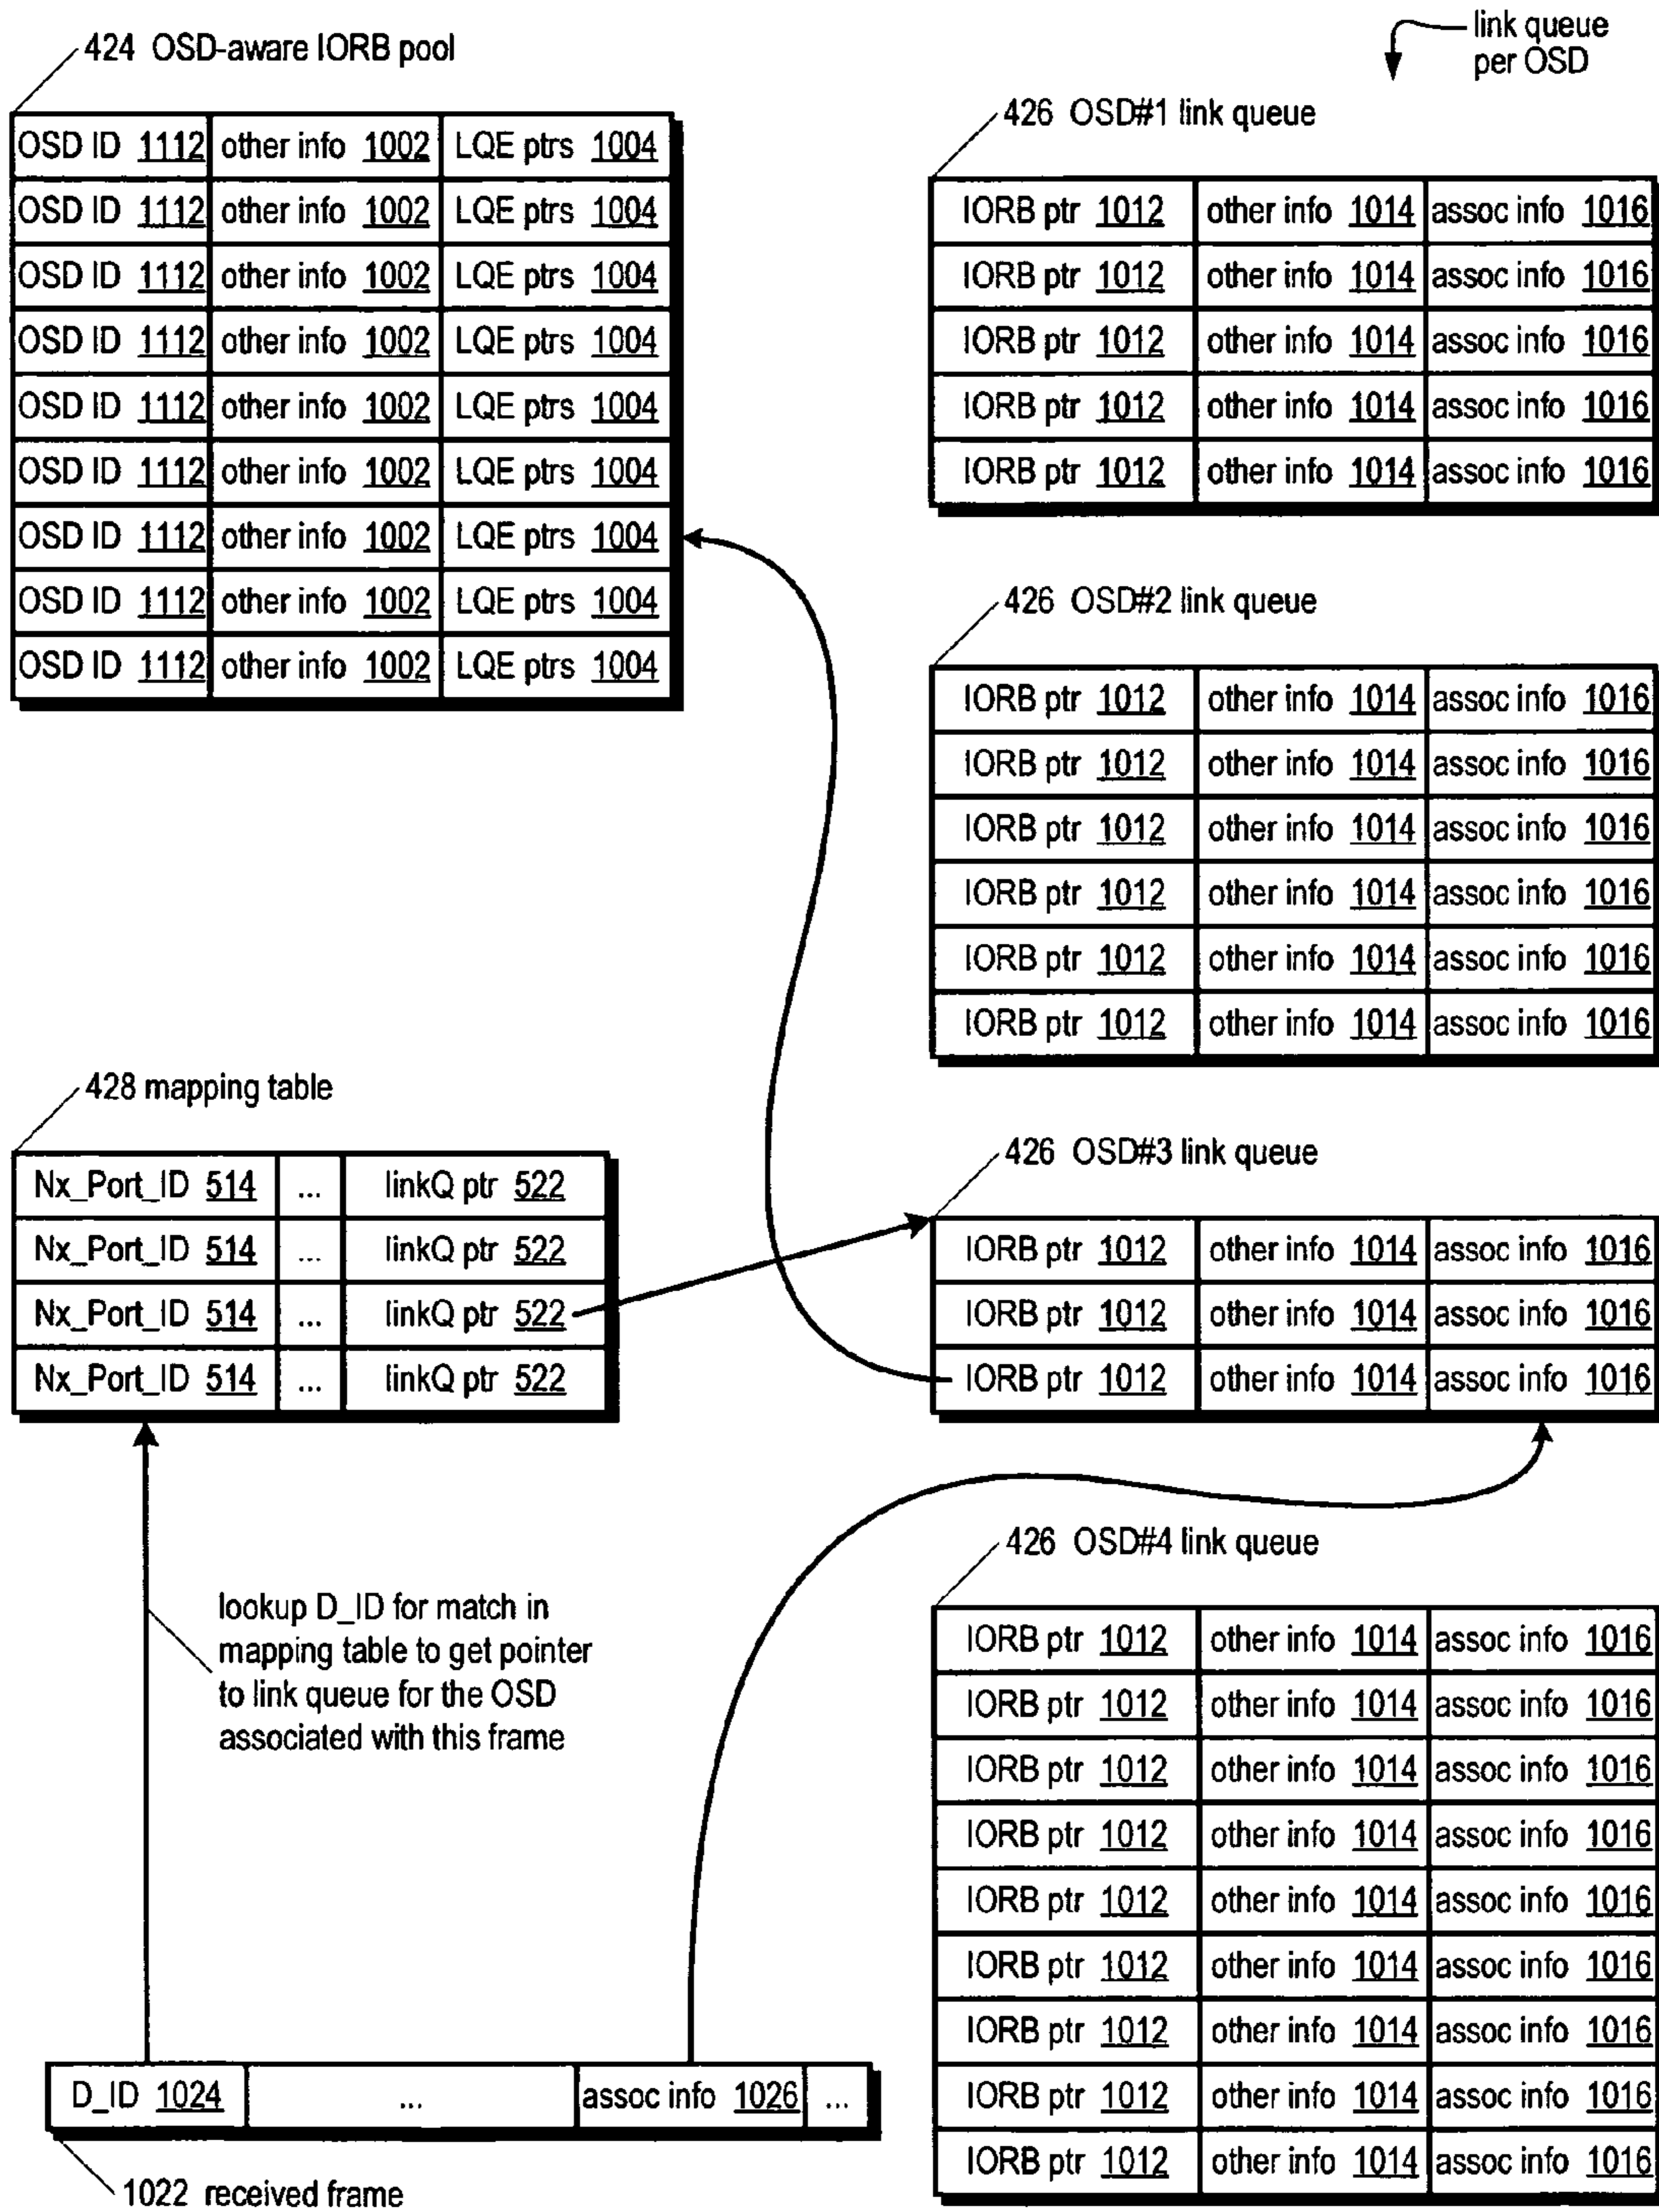 link queue
per OSD
424 OSD-aware IORB pool
OSD ID 1112 other info 1002 LQE ptrs 1004
OSD ID 1112 other info 1002 LQE ptrs 1004
OSD ID 1112 other info 1002 LQE ptrs 1004
OSD ID 1112 other info 1002 LQE ptrs 1004
OSD ID 1112 other info 1002 LQE ptrs 1004
OSD ID 1112 other info 1002 LQE ptrs 1004
OSD ID 1112 other info 1002 LQE ptrs 1004
OSD ID 1112 other info 1002 LQE ptrs 1004
OSD ID 1112 other info 1002 LQE ptrs 1004
426 OSD#1 link queue
IORB ptr 1012 other info 1014 assoc info 1016
IORB ptr 1012 other info 1014 assoc info 1016
IORB ptr 1012 other info 1014 assoc info 1016
IORB ptr 1012 other info 1014 assoc info 1016
IORB ptr 1012 other info 1014 assoc info 1016
426 OSD#2 link queue
IORB ptr 1012 other info 1014 assoc info 1016
IORB ptr 1012 other info 1014 assoc info 1016
IORB ptr 1012 other info 1014 assoc info 1016
IORB ptr 1012 other info 1014 assoc info 1016
IORB ptr 1012 other info 1014 assoc info 1016
IORB ptr 1012 other info 1014 assoc info 1016
428 mapping table
Nx_Port_ID 514 ... linkQ ptr 522
Nx_Port_ID 514 ... linkQ ptr 522
Nx_Port_ID 514 ... linkQ ptr 522
Nx_Port_ID 514 ... linkQ ptr 522
426 OSD#3 link queue
IORB ptr 1012 other info 1014 assoc info 1016
IORB ptr 1012 other info 1014 assoc info 1016
IORB ptr 1012 other info 1014 assoc info 1016
lookup D_ID for match in
mapping table to get pointer
to link queue for the OSD
associated with this frame
426 OSD#4 link queue
IORB ptr 1012 other info 1014 assoc info 1016
IORB ptr 1012 other info 1014 assoc info 1016
IORB ptr 1012 other info 1014 assoc info 1016
IORB ptr 1012 other info 1014 assoc info 1016
IORB ptr 1012 other info 1014 assoc info 1016
IORB ptr 1012 other info 1014 assoc info 1016
IORB ptr 1012 other info 1014 assoc info 1016
IORB ptr 1012 other info 1014 assoc info 1016
IORB ptr 1012 other info 1014 assoc info 1016
D_ID 1024 ... assoc info 1026 ...
1022 received frame